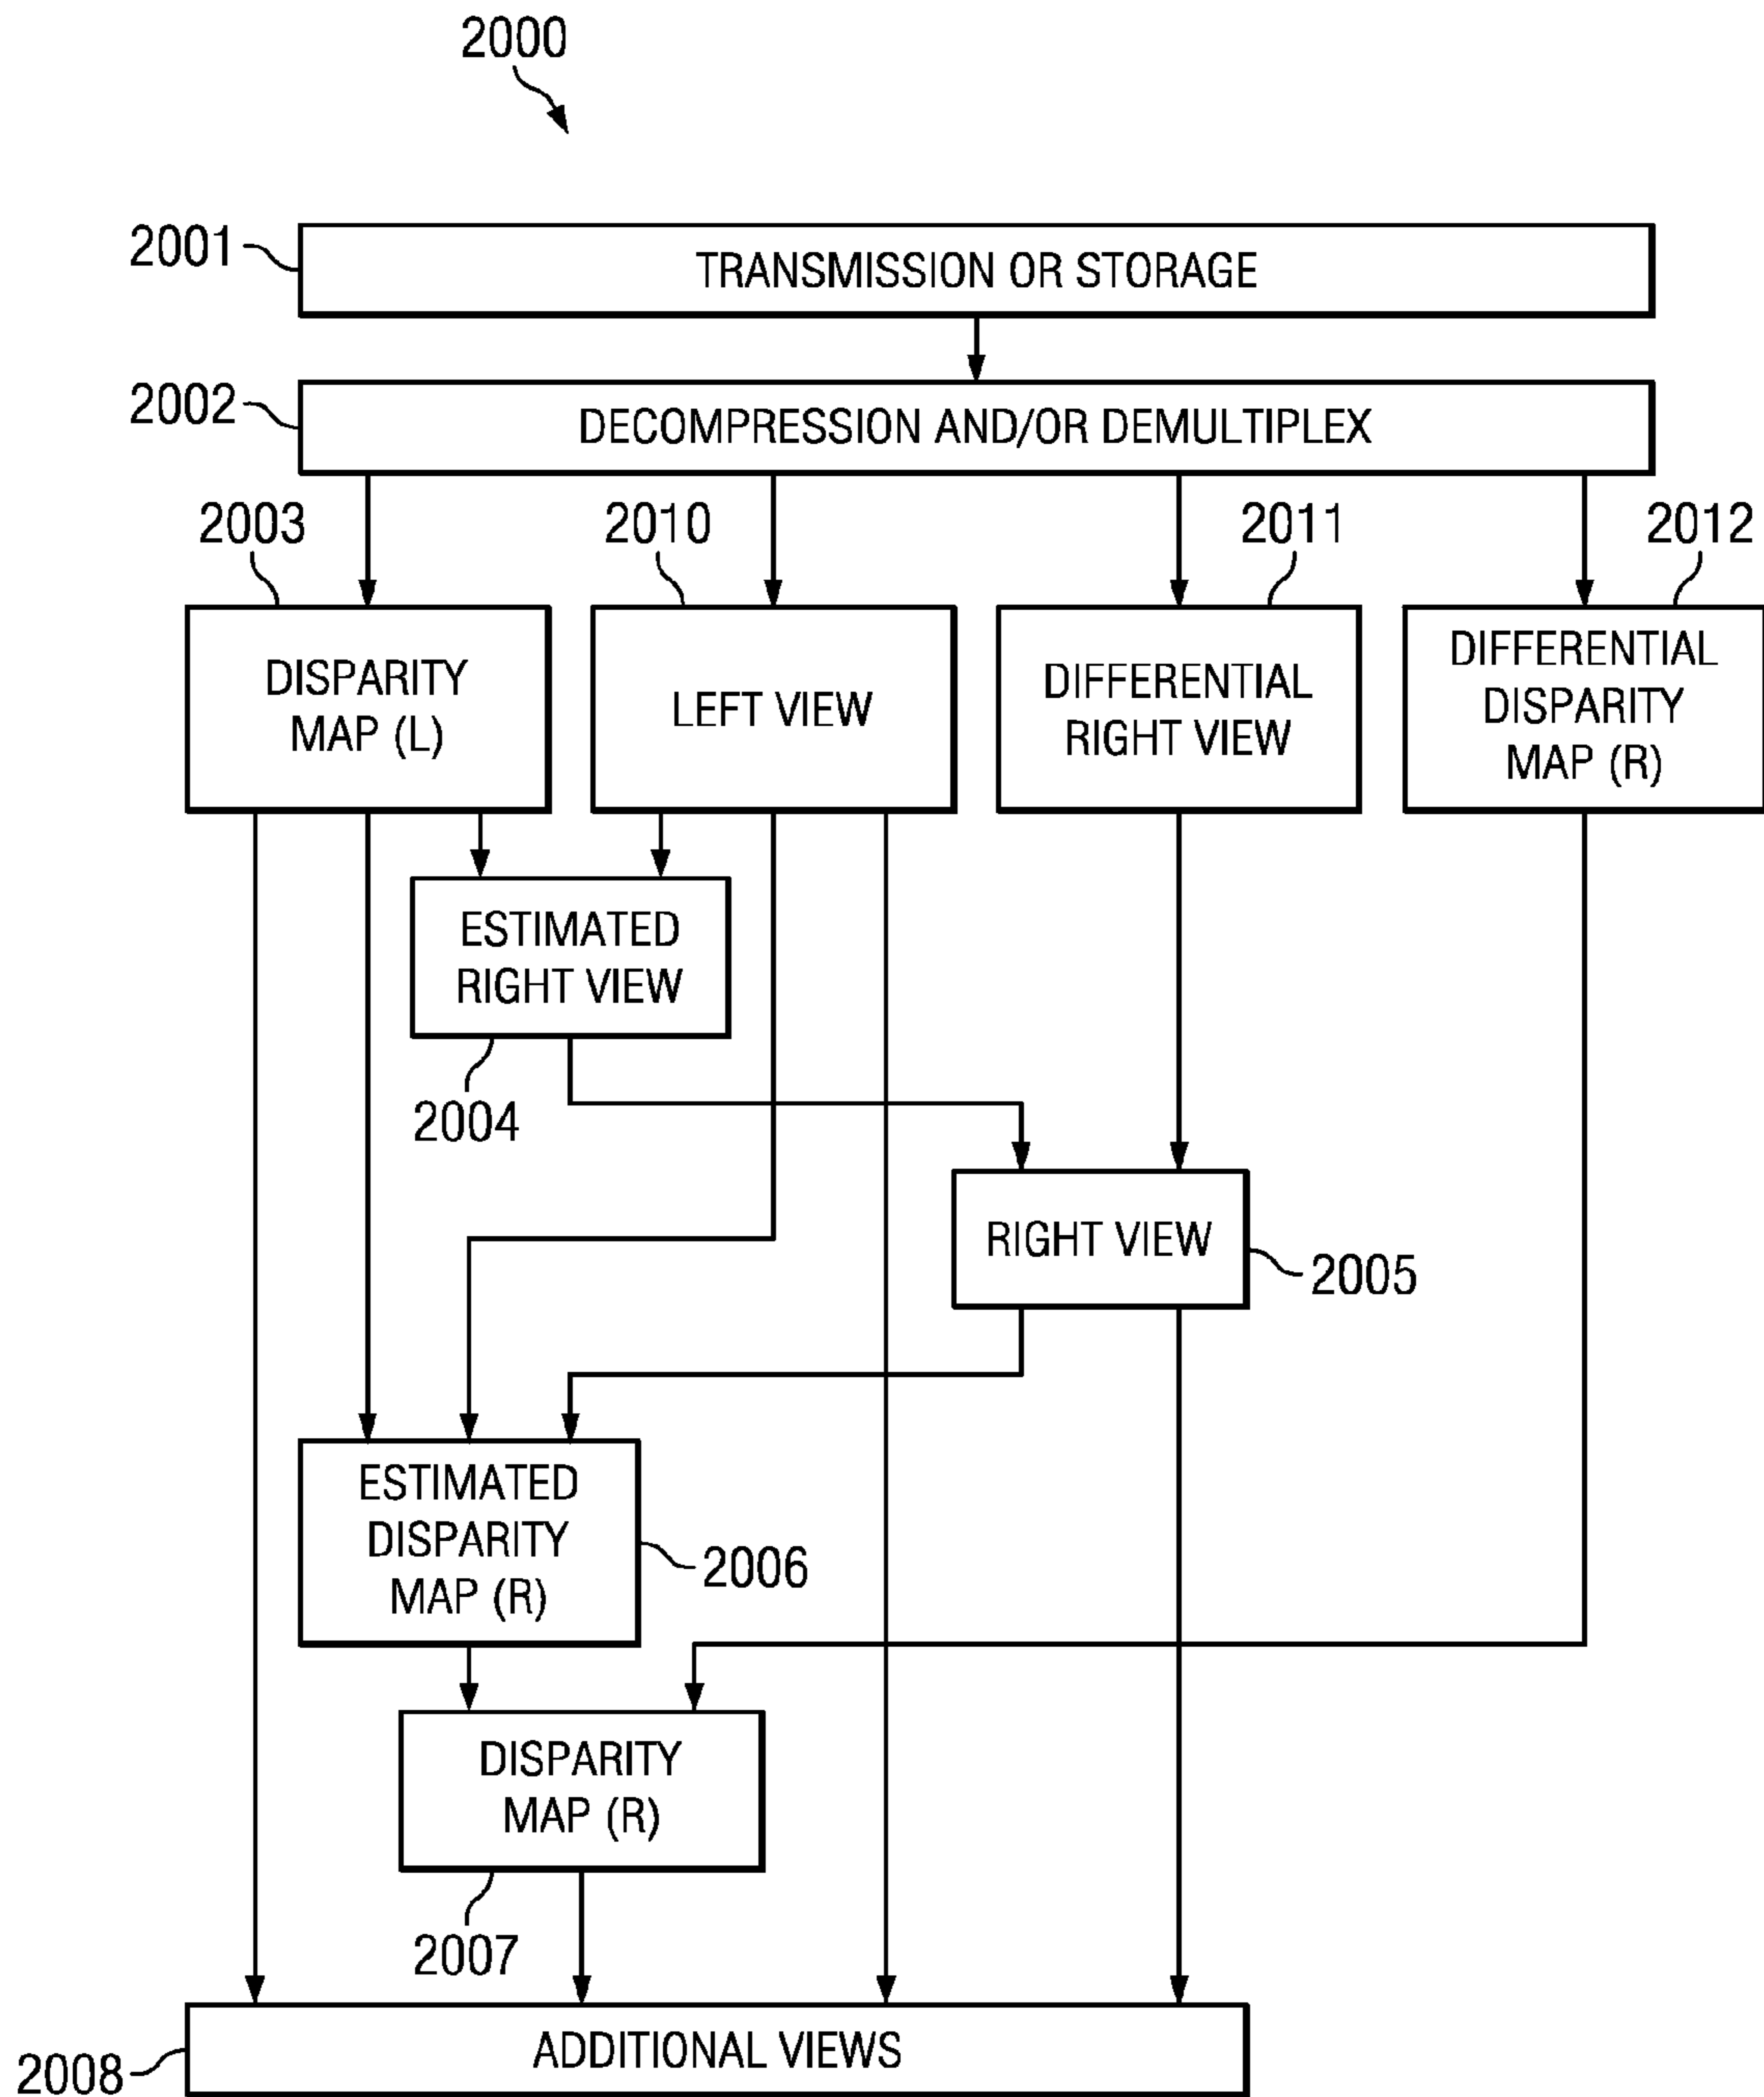 2000
2001
TRANSMISSION OR STORAGE
2002
DECOMPRESSION AND/OR DEMULTIPLEX
2003
2010
2011
2012
DISPARITY
MAP (L)
LEFT VIEW
DIFFERENTIAL
RIGHT VIEW
DIFFERENTIAL
DISPARITY
MAP (R)
ESTIMATED
RIGHT VIEW
2004
RIGHT VIEW
2005
ESTIMATED
DISPARITY
MAP (R)
2006
DISPARITY
MAP (R)
2007
ADDITIONAL VIEWS
2008